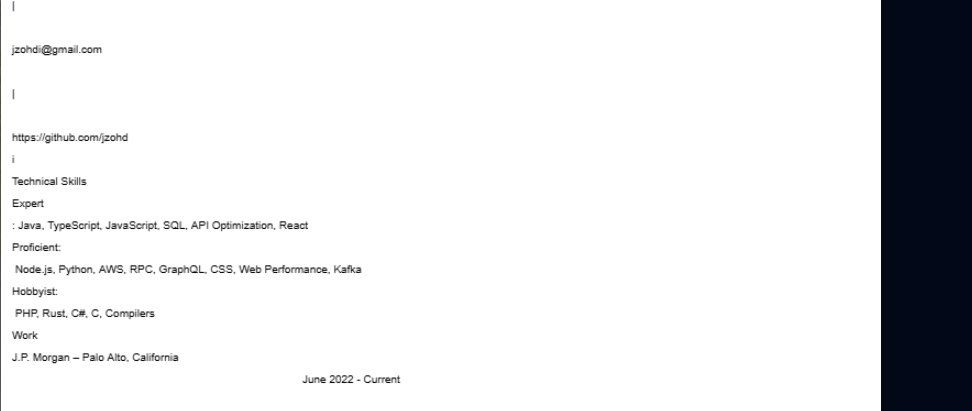 |
jzohdi@gmail.com
|
https://github.com/jzohd
i
Technical Skills
Expert
: Java, TypeScript, JavaScript, SQL, API Optimization, React
Proficient:
Node.js, Python, AWS, RPC, GraphQL, CSS, Web Performance, Kafka
Hobbyist:
PHP, Rust, C#, C, Compilers
Work
J.P. Morgan – Palo Alto, California
June 2022 - Current